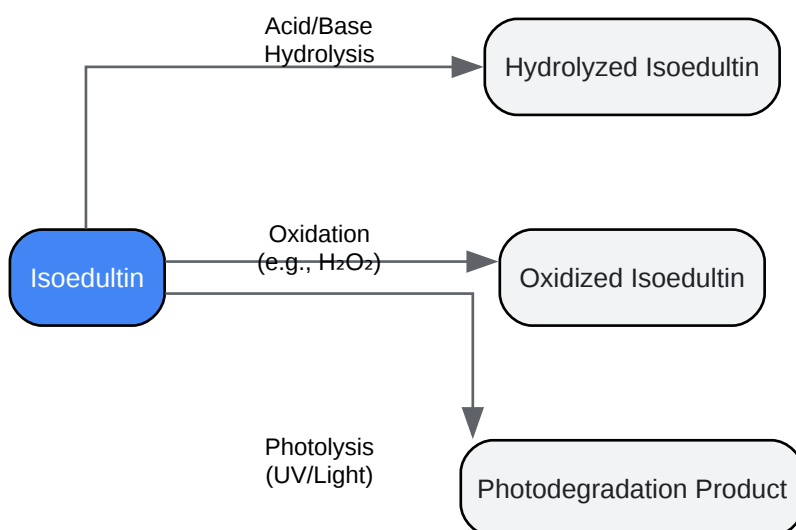 Acid/Base
Hydrolysis
Hydrolyzed Isoedultin
Isoedultin
Oxidation
(e.g., H₂O₂)
Oxidized Isoedultin
Photolysis
(UV/Light)
Photodegradation Product